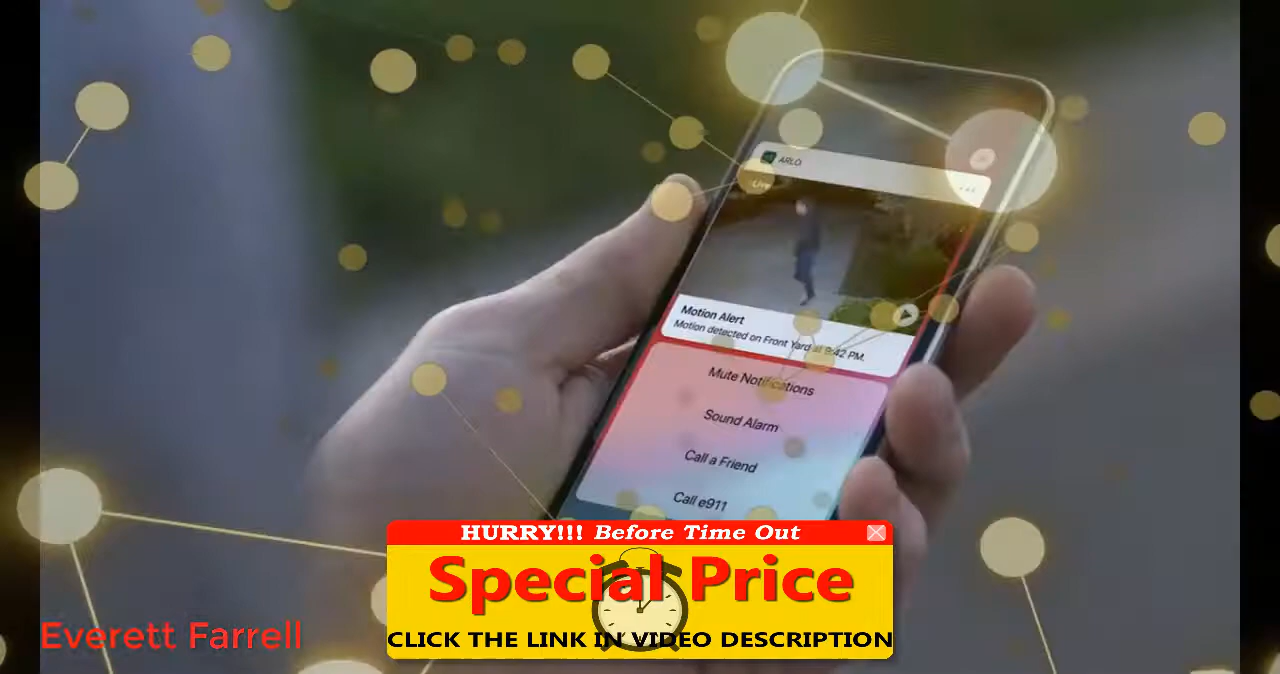 ARLO
Live
Motion Alert
Motion detected on Front Yard at 9:42 PM.
Mute Notifications
Sound Alarm
Call a Friend
Call e911
HURRY!!! Before Time Out
Special Price
CLICK THE LINK IN VIDEO DESCRIPTION
Everett Farrell